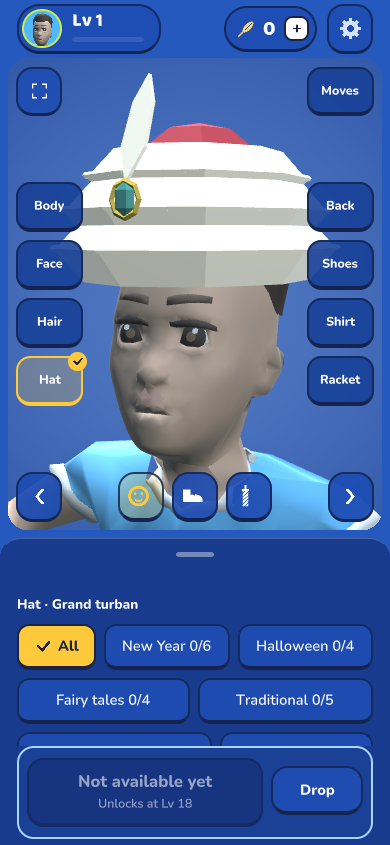 Lv 1
0
+
Moves
Body
Back
Face
Shoes
Hair
Shirt
Hat
Racket
Hat · Grand turban
All
New Year 0/6
Halloween 0/4
Fairy tales 0/4
Traditional 0/5
Not available yet
Unlocks at Lv 18
Drop